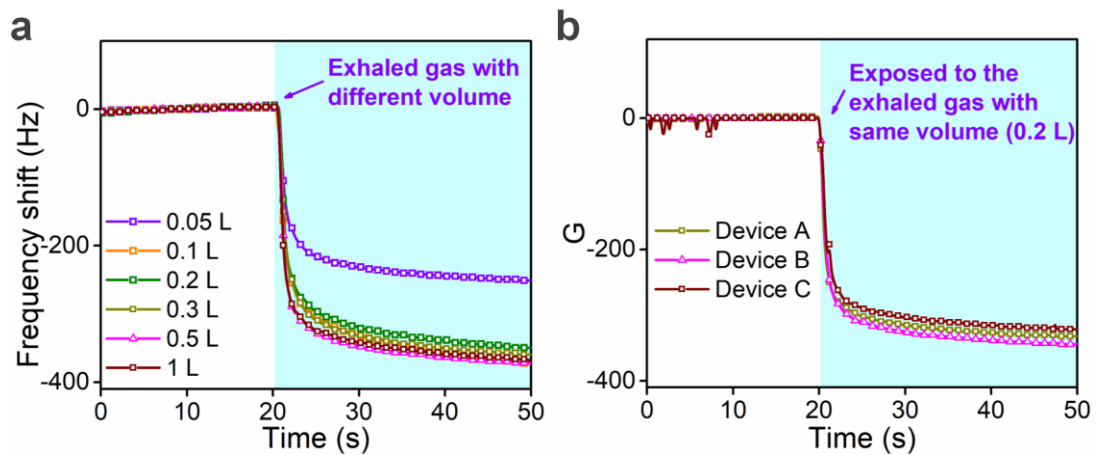 a
Exhaled gas with
different volume
Frequency shift (Hz)
0
-200
-400
0.05 L
0.1 L
0.2 L
0.3 L
0.5 L
1 L
0 10 20 30 40 50
Time (s)
b
Exposed to the
exhaled gas with
same volume (0.2 L)
G
0
-200
-400
Device A
Device B
Device C
0 10 20 30 40 50
Time (s)